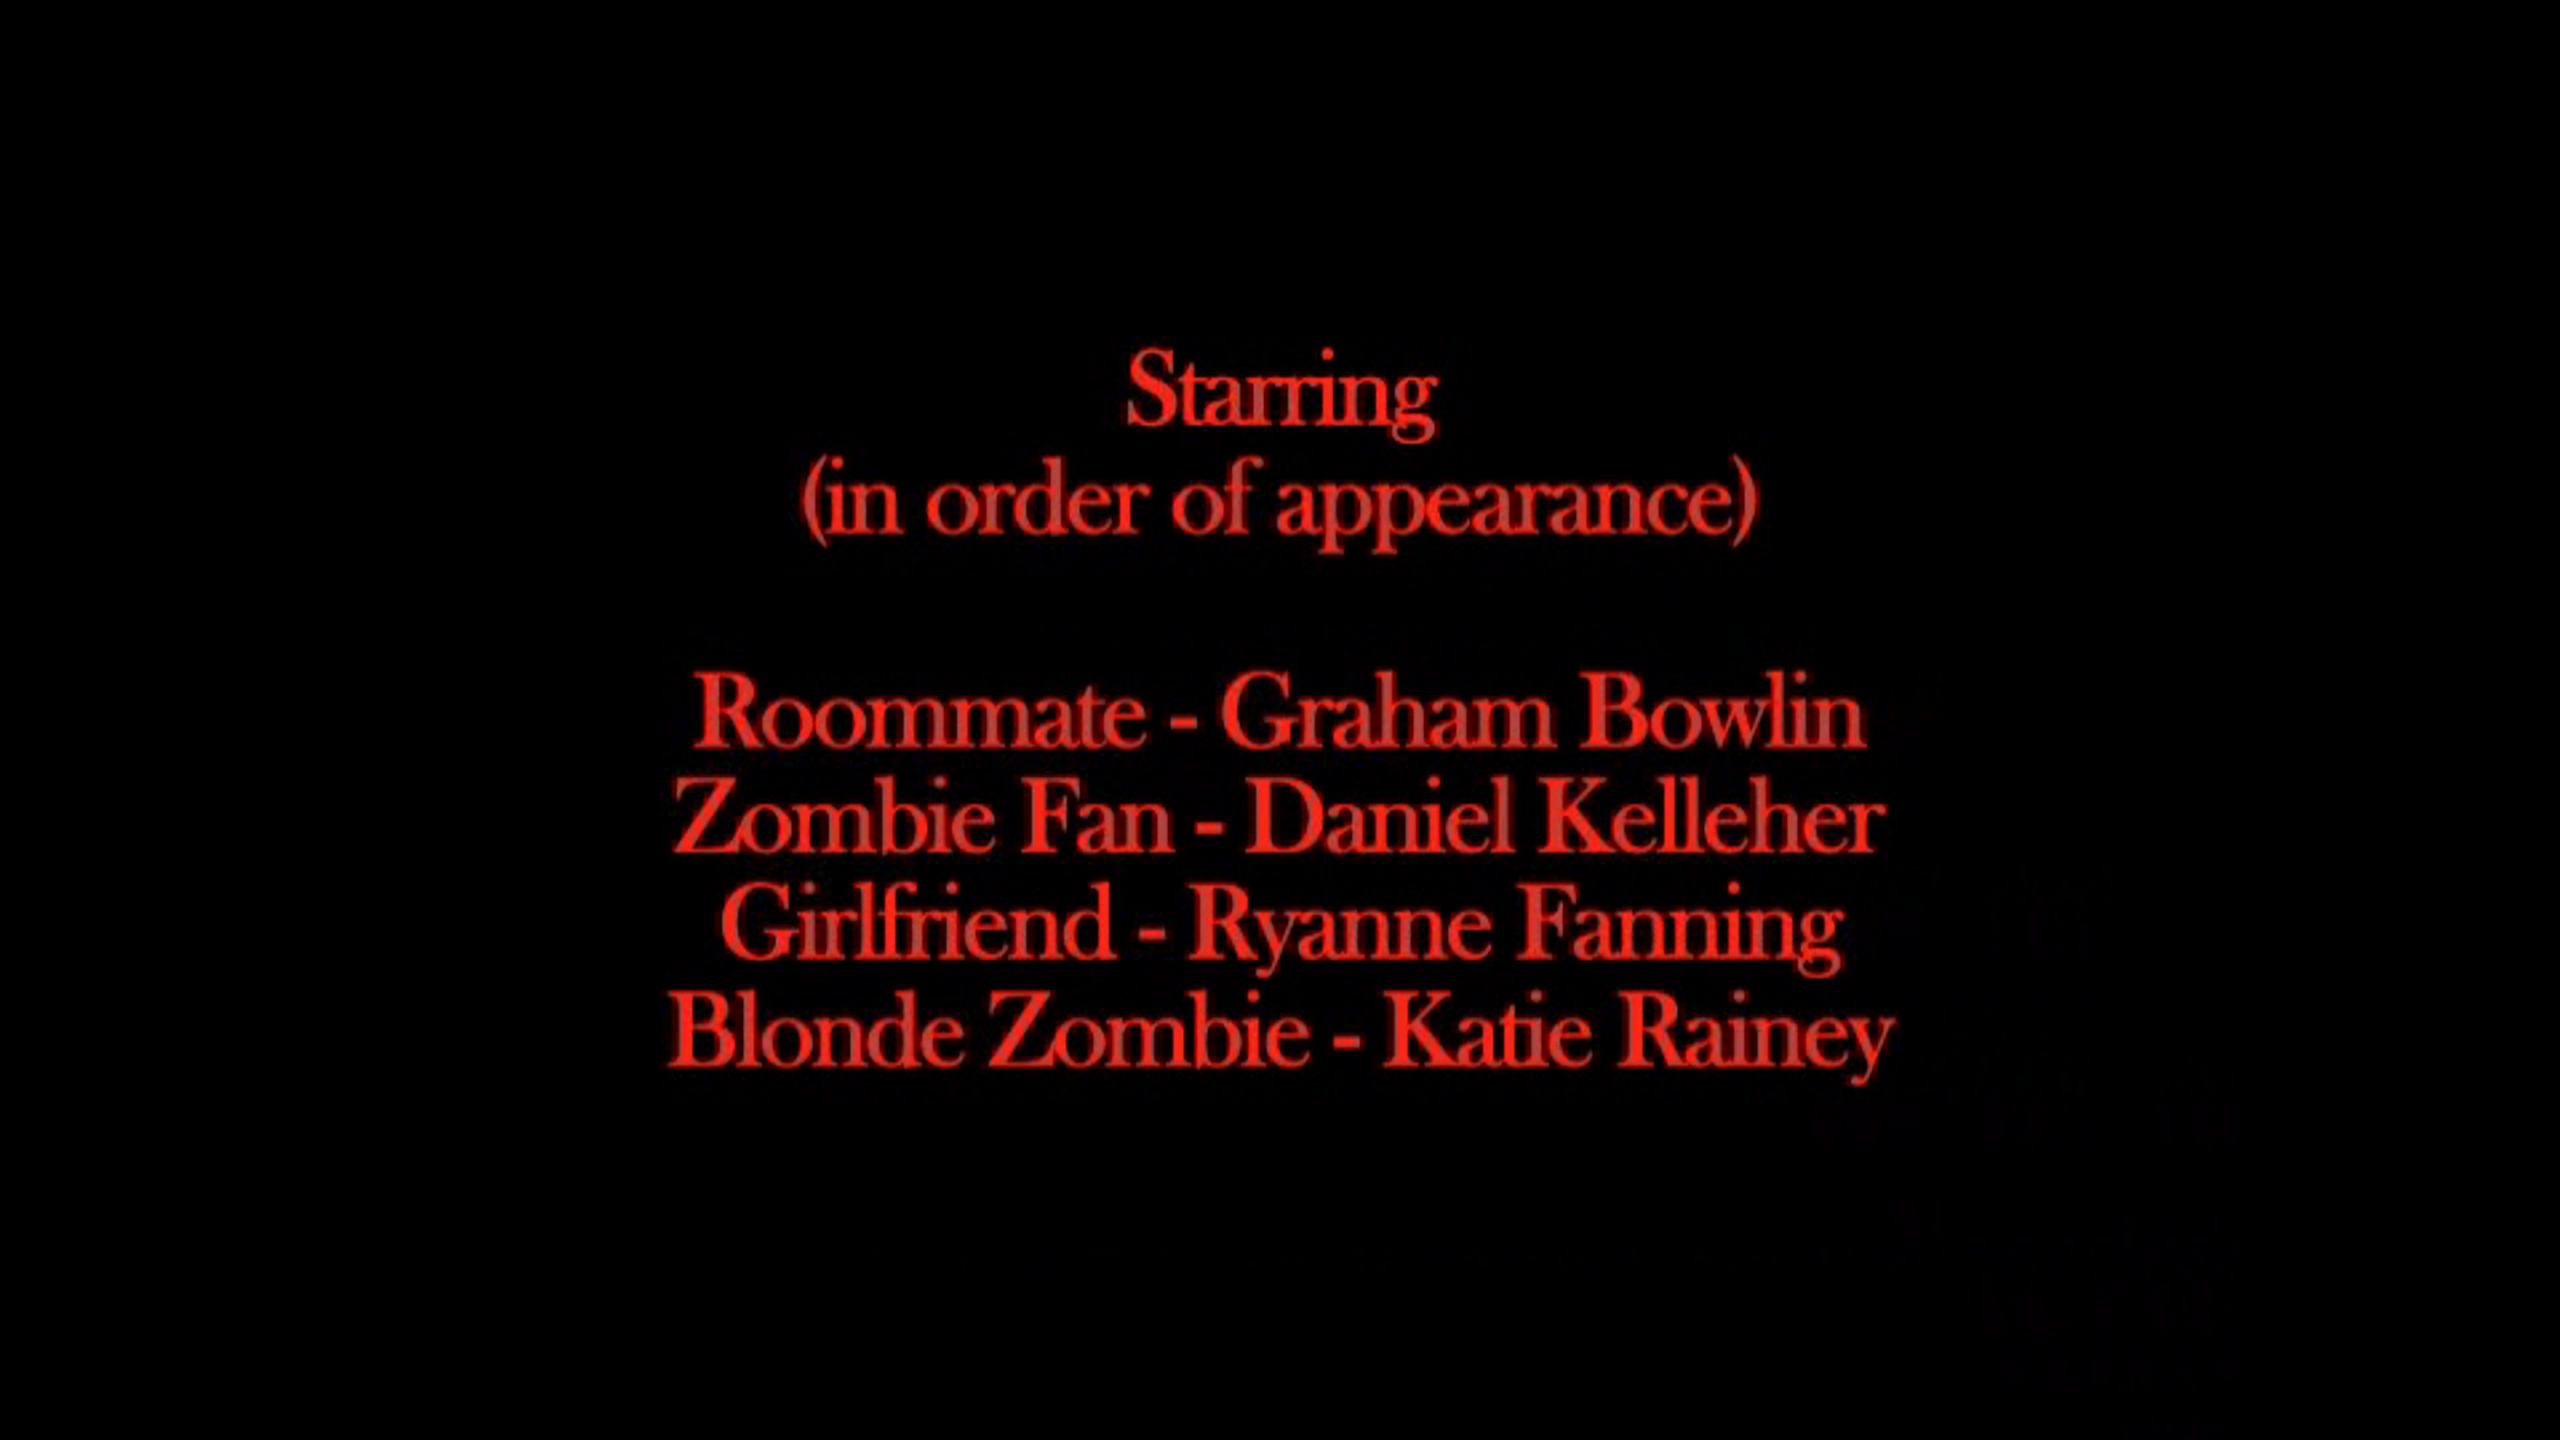 Starring
(in order of appearance)
Roommate - Graham Bowlin
Zombie Fan - Daniel Kelleher
Girlfriend - Ryanne Fanning
Blonde Zombie - Katie Rainey